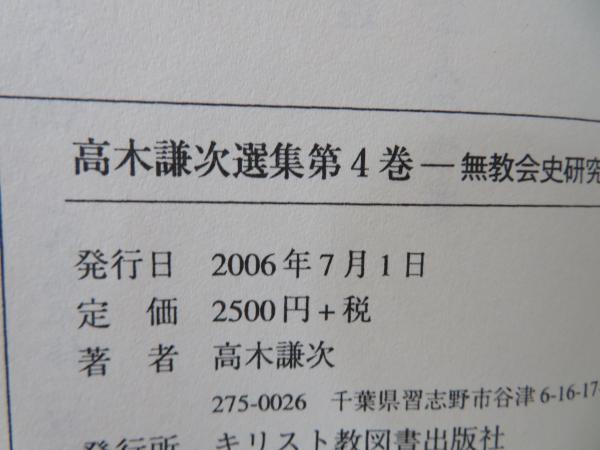 高木謙次選集第4巻―無教会史研究
発行日 2006年7月1日
定 価 2500円+税
著 者 高木謙次
275-0026 千葉県習志野市谷津6-16-17-
発行所 キリスト教図書出版社